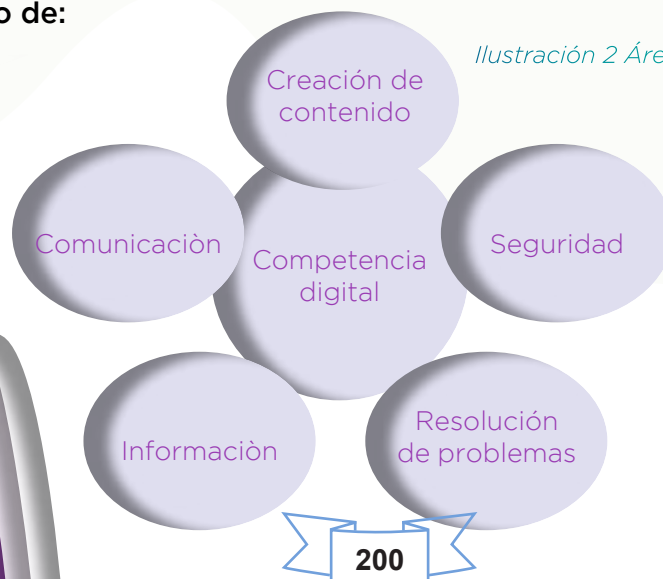 o de:
Ilustración 2 Áre
Creación de
contenido
Comunicaciòn
Seguridad
Competencia
digital
Informaciòn
Resolución
de problemas
200